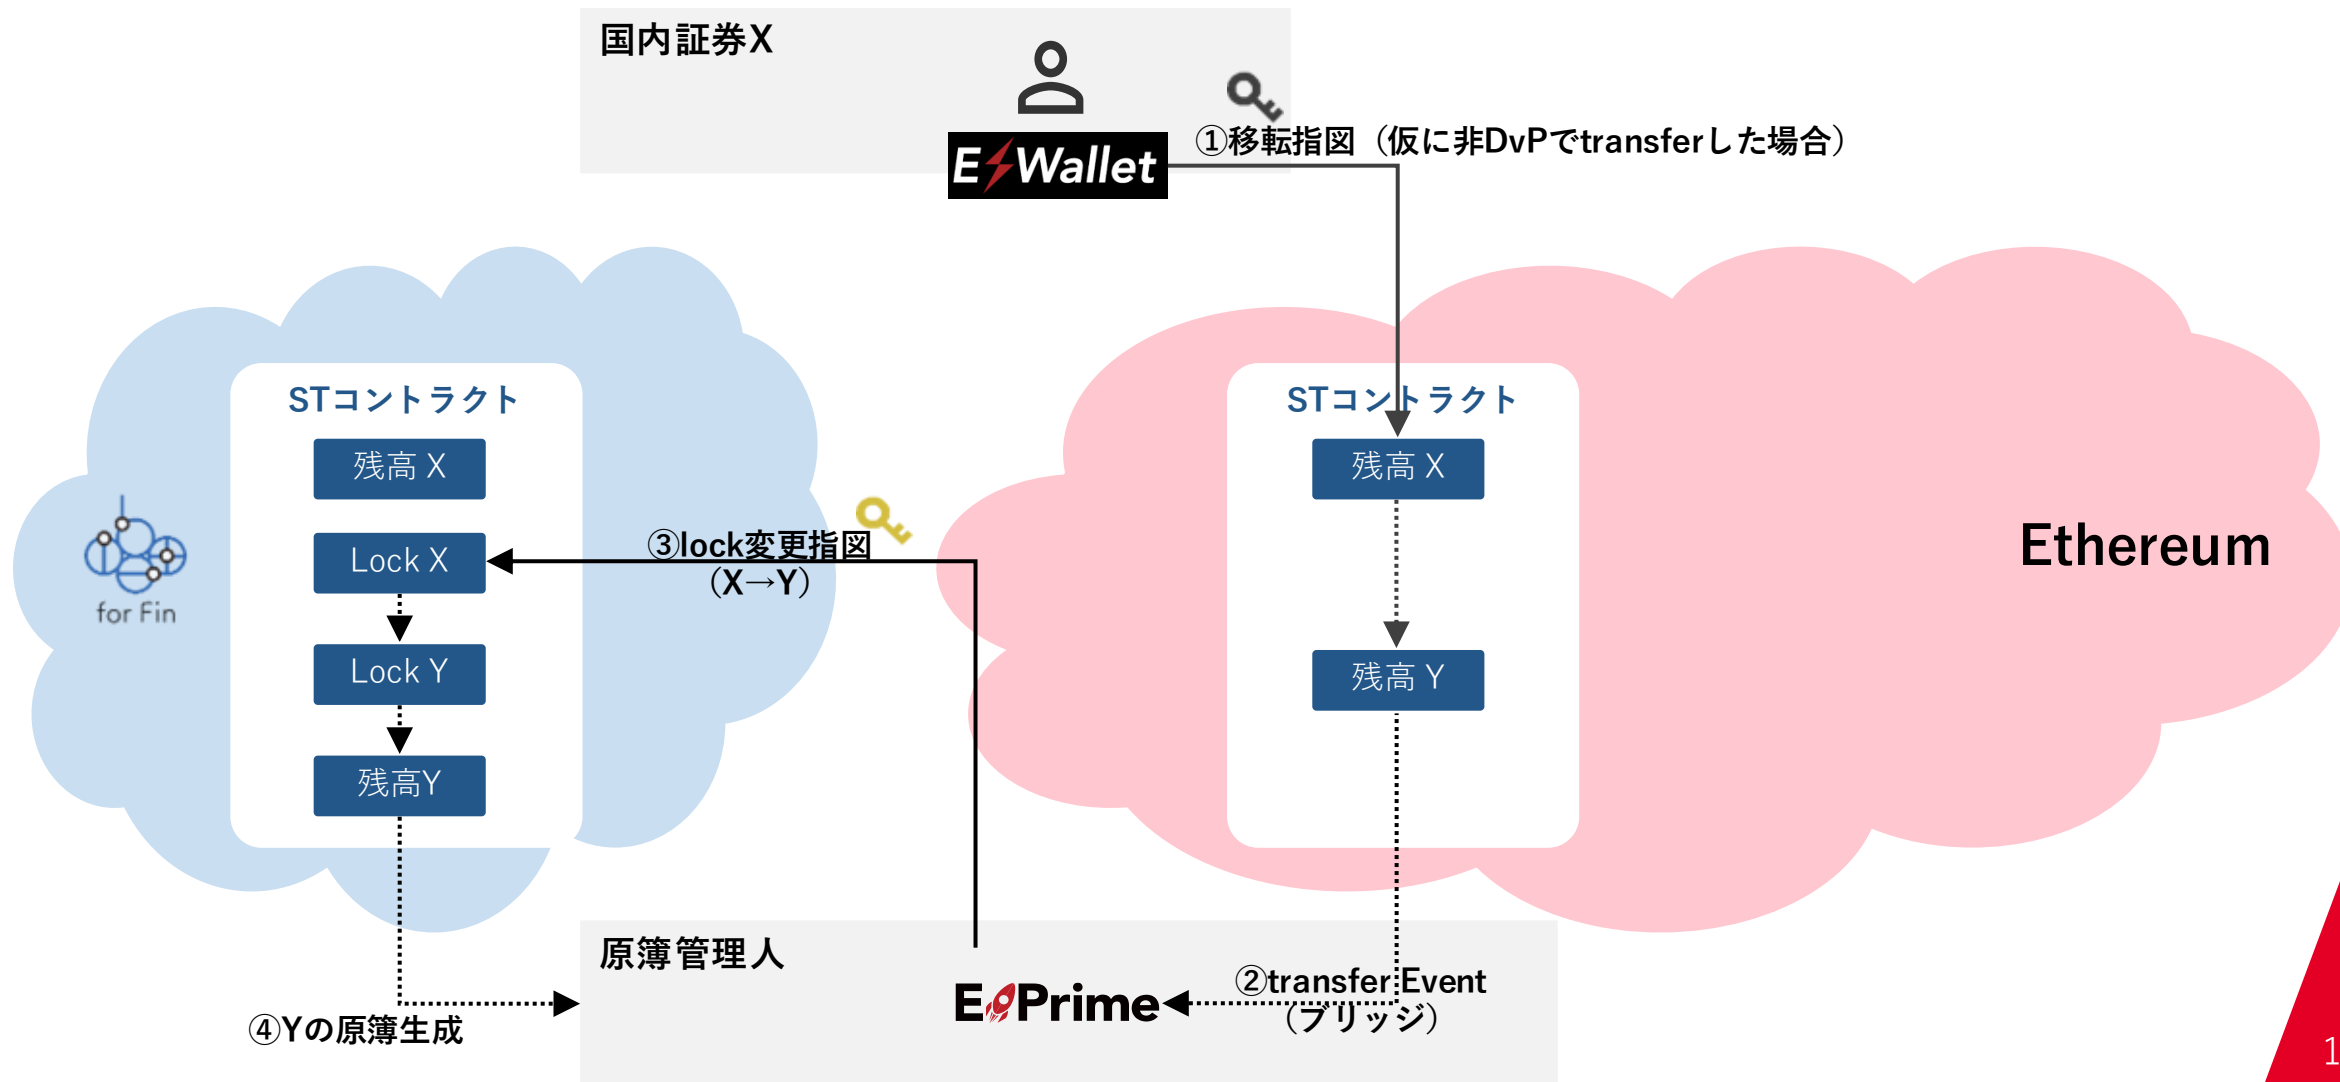 国内証券X
E Wallet
①移転指図（仮に非DvPでtransferした場合）
STコントラクト
残高 X
Lock X
Lock Y
残高Y
for Fin
③lock変更指図
（X→Y）
STコントラクト
残高 X
残高 Y
Ethereum
原簿管理人
E Prime
②transfer Event
（ブリッジ）
④Yの原簿生成
1